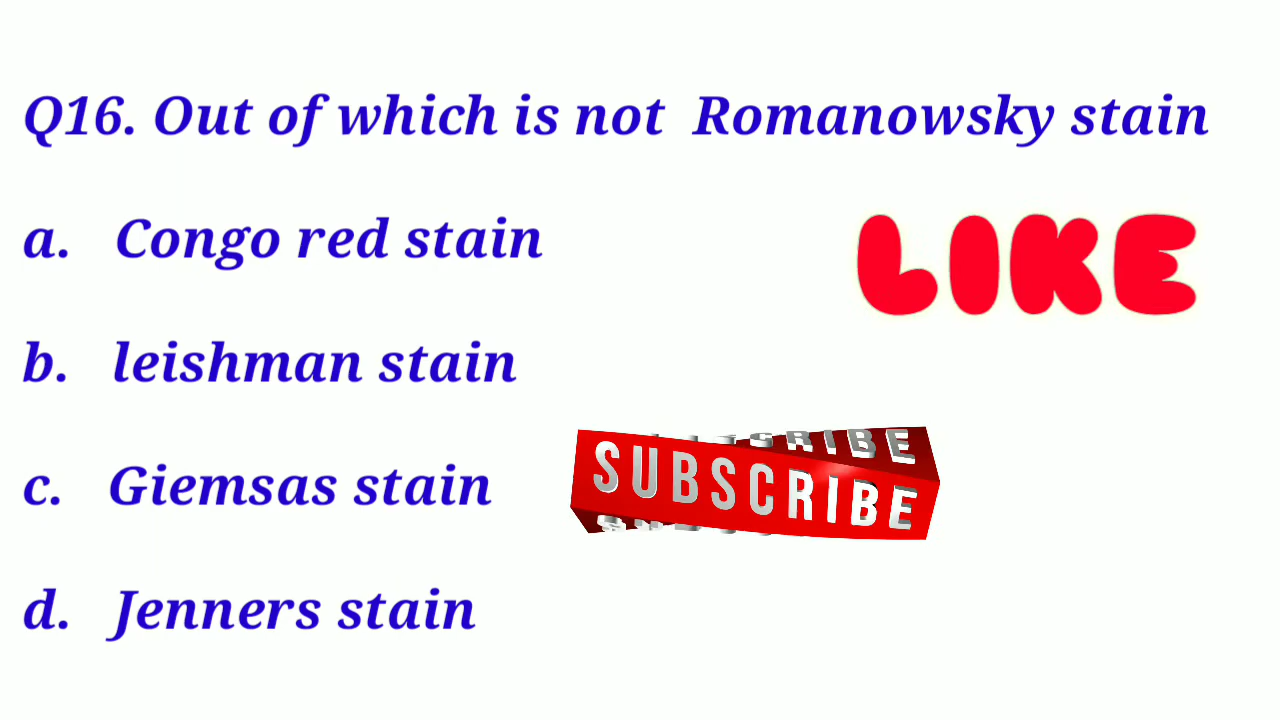 Q16. Out of which is not Romanowsky stain
a. Congo red stain
LIKE
b. leishman stain
SUBSCRIBE
c. Giemsas stain
d. Jenners stain